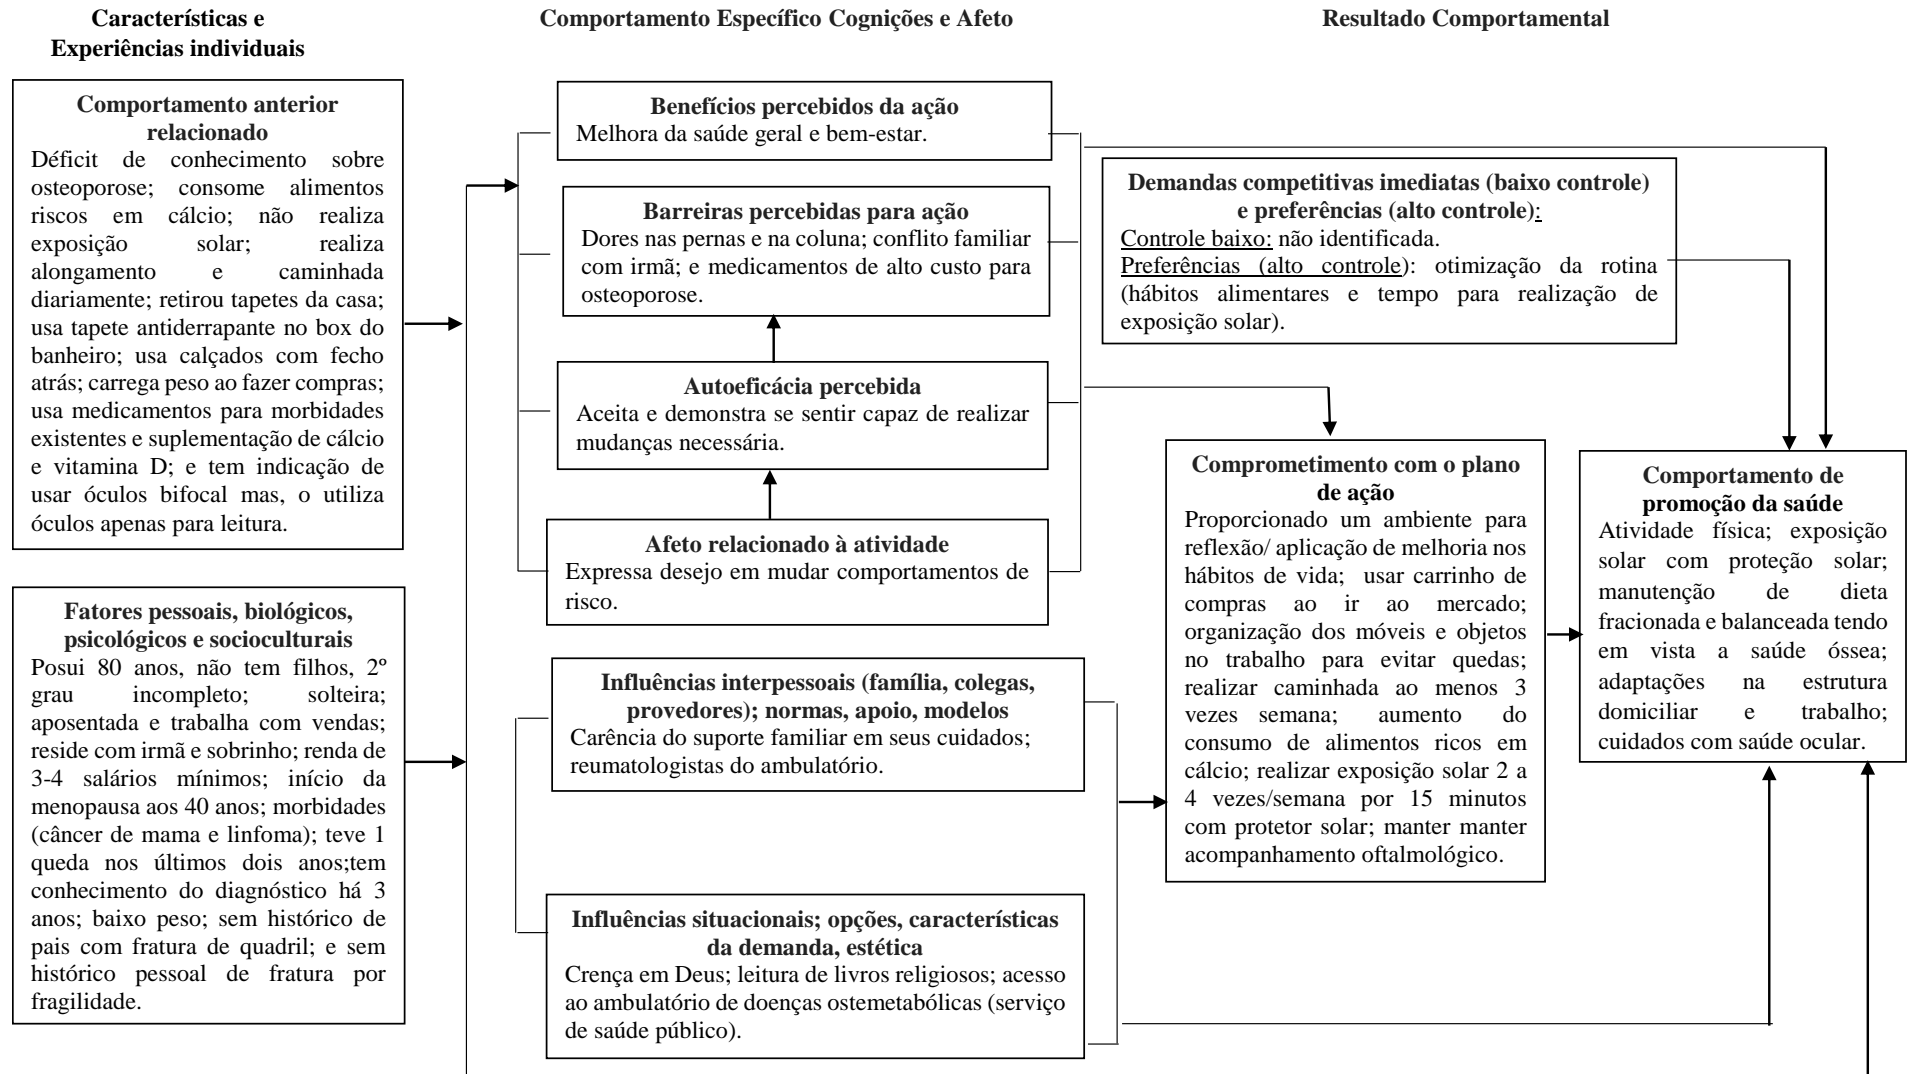 Características e
Experiências individuais
Comportamento Específico Cognições e Afeto
Resultado Comportamental
Comportamento anterior
relacionado
Déficit de conhecimento sobre
osteoporose; consome alimentos
riscos em cálcio; não realiza
exposição solar; realiza
alongamento e caminhada
diariamente; retirou tapetes da casa;
usa tapete antiderrapante no box do
banheiro; usa calçados com fecho
atrás; carrega peso ao fazer compras;
usa medicamentos para morbidades
existentes e suplementação de cálcio
e vitamina D; e tem indicação de
usar óculos bifocal mas, o utiliza
óculos apenas para leitura.
Fatores pessoais, biológicos,
psicológicos e socioculturais
Posui 80 anos, não tem filhos, 2º
grau incompleto; solteira;
aposentada e trabalha com vendas;
reside com irmã e sobrinho; renda de
3-4 salários mínimos; início da
menopausa aos 40 anos; morbidades
(câncer de mama e linfoma); teve 1
queda nos últimos dois anos;tem
conhecimento do diagnóstico há 3
anos; baixo peso; sem histórico de
pais com fratura de quadril; e sem
histórico pessoal de fratura por
fragilidade.
Benefícios percebidos da ação
Melhora da saúde geral e bem-estar.
Barreiras percebidas para ação
Dores nas pernas e na coluna; conflito familiar
com irmã; e medicamentos de alto custo para
osteoporose.
Autoeficácia percebida
Aceita e demonstra se sentir capaz de realizar
mudanças necessária.
Afeto relacionado à atividade
Expressa desejo em mudar comportamentos de
risco.
Influências interpessoais (família, colegas,
provedores); normas, apoio, modelos
Carência do suporte familiar em seus cuidados;
reumatologistas do ambulatório.
Influências situacionais; opções, características
da demanda, estética
Crença em Deus; leitura de livros religiosos; acesso
ao ambulatório de doenças ostemetabólicas (serviço
de saúde público).
Demandas competitivas imediatas (baixo controle)
e preferências (alto controle):
Controle baixo: não identificada.
Preferências (alto controle): otimização da rotina
(hábitos alimentares e tempo para realização de
exposição solar).
Comprometimento com o plano
de ação
Proporcionado um ambiente para
reflexão/ aplicação de melhoria nos
hábitos de vida; usar carrinho de
compras ao ir ao mercado;
organização dos móveis e objetos
no trabalho para evitar quedas;
realizar caminhada ao menos 3
vezes semana; aumento do
consumo de alimentos ricos em
cálcio; realizar exposição solar 2 a
4 vezes/semana por 15 minutos
com protetor solar; manter manter
acompanhamento oftalmológico.
Comportamento de
promoção da saúde
Atividade física; exposição
solar com proteção solar;
manutenção de dieta
fracionada e balanceada tendo
em vista a saúde óssea;
adaptações na estrutura
domiciliar e trabalho;
cuidados com saúde ocular.